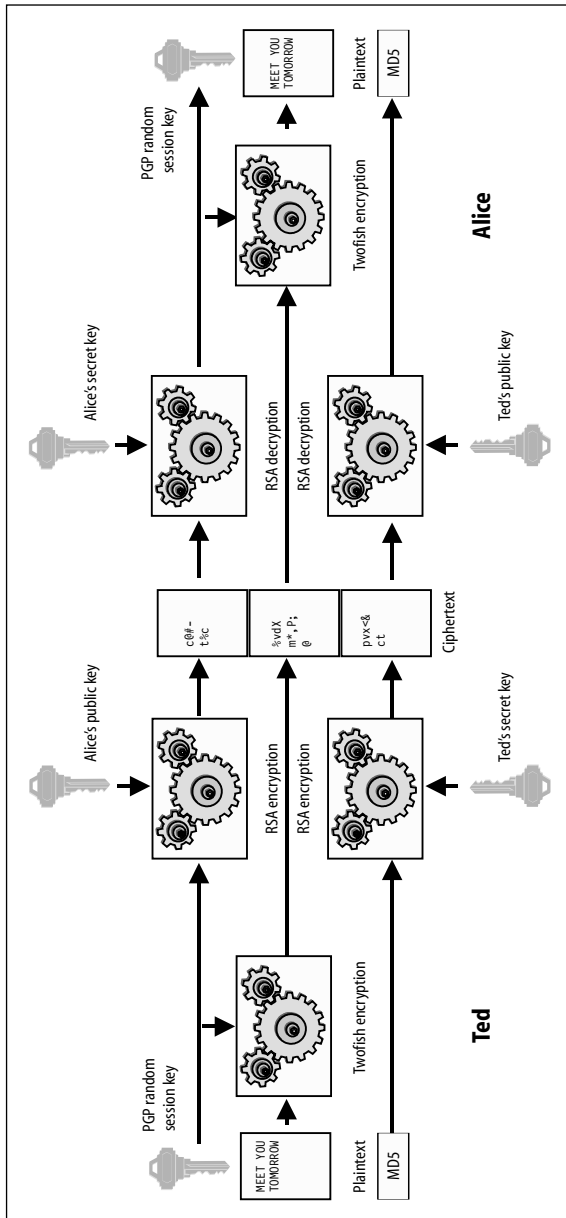 PGP random
session key
MEET YOU
TOMORROW
Plaintext
MD5
Twofish encryption
Ted
Alice's public key
RSA encryption
RSA encryption
Ted's secret key
c@#-
t%c
%vdX
m*,P;
@
pvx<&
ct
Ciphertext
Alice's secret key
RSA decryption
RSA decryption
Ted's public key
Twofish encryption
Alice
PGP random
session key
MEET YOU
TOMORROW
Plaintext
MD5